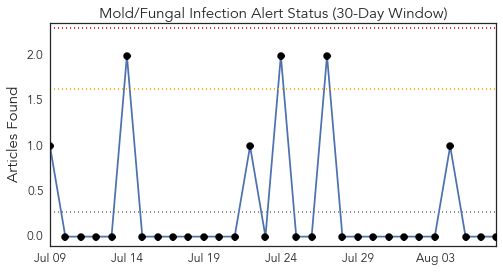 Mold/Fungal Infection Alert Status (30-Day Window)
Articles Found
2.0
1.5
1.0
0.5
0.0
Jul 09 Jul 14 Jul 19 Jul 24 Jul 29 Aug 03